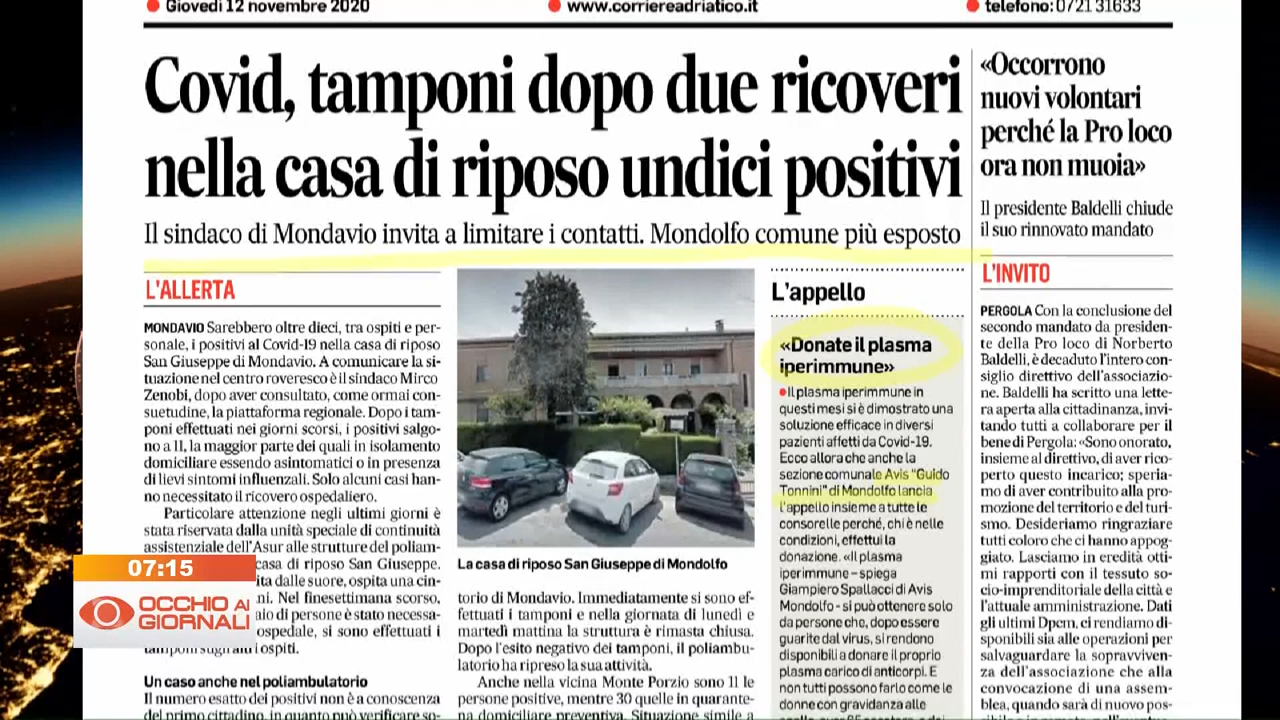 Giovedì 12 novembre 2020
www.corriereadriatico.it
telefono: 0721 31633
Covid, tamponi dopo due ricoveri
nella casa di riposo undici positivi
Il sindaco di Mondavio invita a limitare i contatti. Mondolfo comune più esposto
L'ALLERTA
MONDAVIO Sarebbero oltre dieci, tra ospiti e per-
sonale, i positivi al Covid-19 nella casa di riposo
San Giuseppe di Mondavio. A comunicare la si-
tuazione nel centro roveresco è il sindaco Mirco
Zenobi, dopo aver consultato, come ormai con-
suetudine, la piattaforma regionale. Dopo i tam-
poni effettuati nei giorni scorsi, i positivi salgo-
no a 11, la maggior parte dei quali in isolamento
domiciliare essendo asintomatici o in presenza
di lievi sintomi influenzali. Solo alcuni casi han-
no necessitato il ricovero ospedaliero.
Particolare attenzione negli ultimi giorni è
stata riservata dalla unità speciale di continuità
assistenziale dell'Asur alle strutture del poliam-
casa di riposo San Giuseppe.
ita dalle suore, ospita una cin-
ni. Nel finesettimana scorso,
aio di persone è stato necessa-
ospedale, si sono effettuati i
tamponi sugli altri ospiti.
Un caso anche nel poliambulatorio
Il numero esatto dei positivi non è a conoscenza
del primo cittadino, in quanto può verificare so-
La casa di riposo San Giuseppe di Mondolfo
torio di Mondavio. Immediatamente si sono ef-
fettuati i tamponi e nella giornata di lunedì e
martedì mattina la struttura è rimasta chiusa.
Dopo l'esito negativo dei tamponi, il poliambu-
latorio ha ripreso la sua attività.
Anche nella vicina Monte Porzio sono 11 le
persone positive, mentre 30 quelle in quarante-
na domiciliare preventiva. Situazione simile a
L'appello
«Donate il plasma
iperimmune»
Il plasma iperimmune in
questi mesi si è dimostrato una
soluzione efficace in diversi
pazienti affetti da Covid-19.
Ecco allora che anche la
sezione comunale Avis "Guido
Tonnini" di Mondolfo lancia
l'appello insieme a tutte le
consorelle perché, chi è nelle
condizioni, effettui la
donazione. «Il plasma
iperimmune – spiega
Giampiero Spallacci di Avis
Mondolfo - si può ottenere solo
da persone che, dopo essere
guarite dal virus, si rendono
disponibili a donare il proprio
plasma carico di anticorpi. E
non tutti possono farlo come le
donne con gravidanza alle
«Occorrono
nuovi volontari
perché la Pro loco
ora non muoia»
Il presidente Baldelli chiude
il suo rinnovato mandato
L'INVITO
PERGOLA Con la conclusione del
secondo mandato da presiden-
te della Pro loco di Norberto
Baldelli, è decaduto l'intero con-
siglio direttivo dell'associazio-
ne. Baldelli ha scritto una lette-
ra aperta alla cittadinanza, invi-
tando tutti a collaborare per il
bene di Pergola: «Sono onorato,
insieme al direttivo, di aver rico-
perto questo incarico; speria-
mo di aver contribuito alla pro-
mozione del territorio e del turi-
smo. Desideriamo ringraziare
tutti coloro che ci hanno appog-
giato. Lasciamo in eredità otti-
mi rapporti con il tessuto so-
cio-imprenditoriale della città e
l'attuale amministrazione. Dati
gli ultimi Dpcm, ci rendiamo di-
sponibili sia alle operazioni per
salvaguardare la sopravviven-
za dell'associazione che alla
convocazione di una assem-
blea, quando sarà di nuovo pos-
07:15
OCCHIO AI
GIORNALI